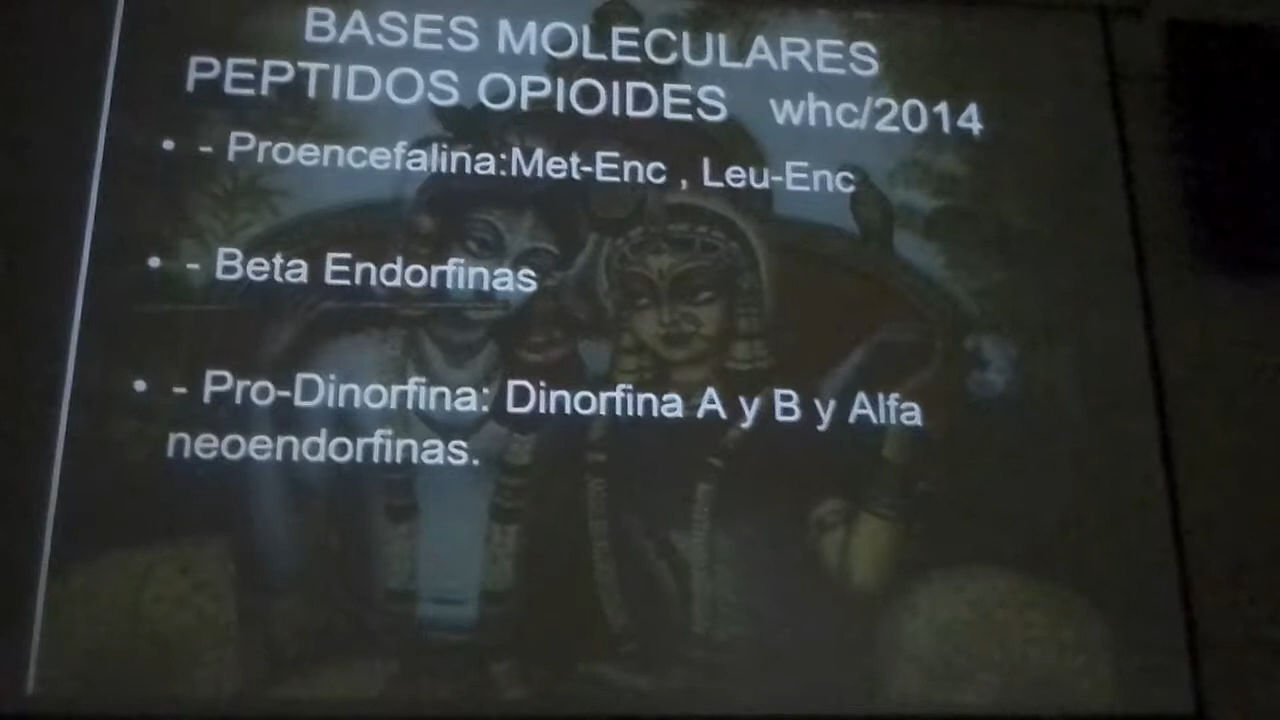 BASES MOLECULARES
PEPTIDOS OPIOIDES whc/2014
• - Proencefalina:Met-Enc , Leu-Enc
• - Beta Endorfinas
• - Pro-Dinorfina: Dinorfina A y B y Alfa
neoendorfinas.